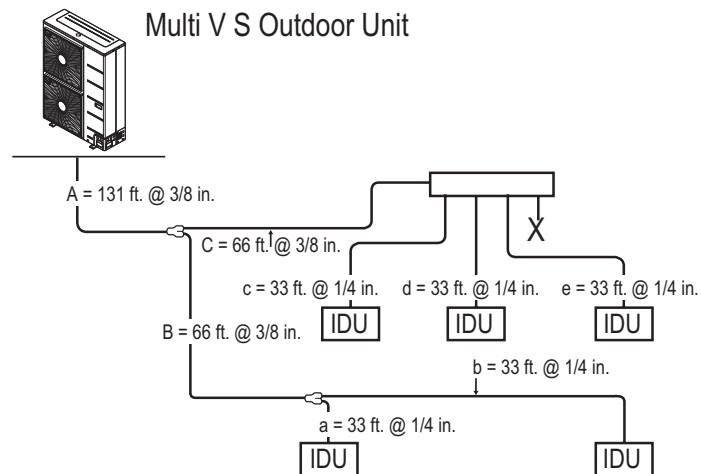 Multi V S Outdoor Unit
A = 131 ft. @ 3/8 in.
C = 66 ft. @ 3/8 in.
X
c = 33 ft. @ 1/4 in.
d = 33 ft. @ 1/4 in.
e = 33 ft. @ 1/4 in.
IDU
IDU
IDU
B = 66 ft. @ 3/8 in.
b = 33 ft. @ 1/4 in.
a = 33 ft. @ 1/4 in.
IDU
IDU